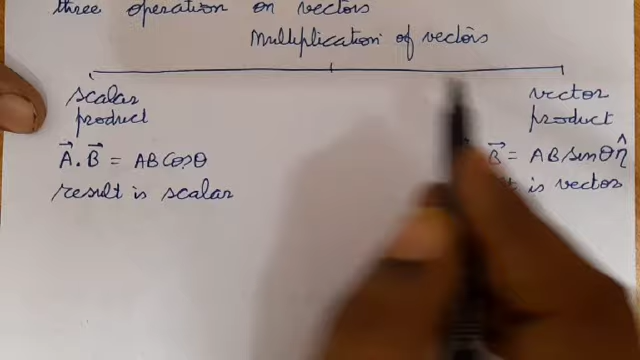 three operation on vectors
Multiplication of vectors
scalar
product
vector
product
A⃗ . B⃗ = AB Cosθ
B⃗ = AB sinθ n̂
result is scalar
is vector